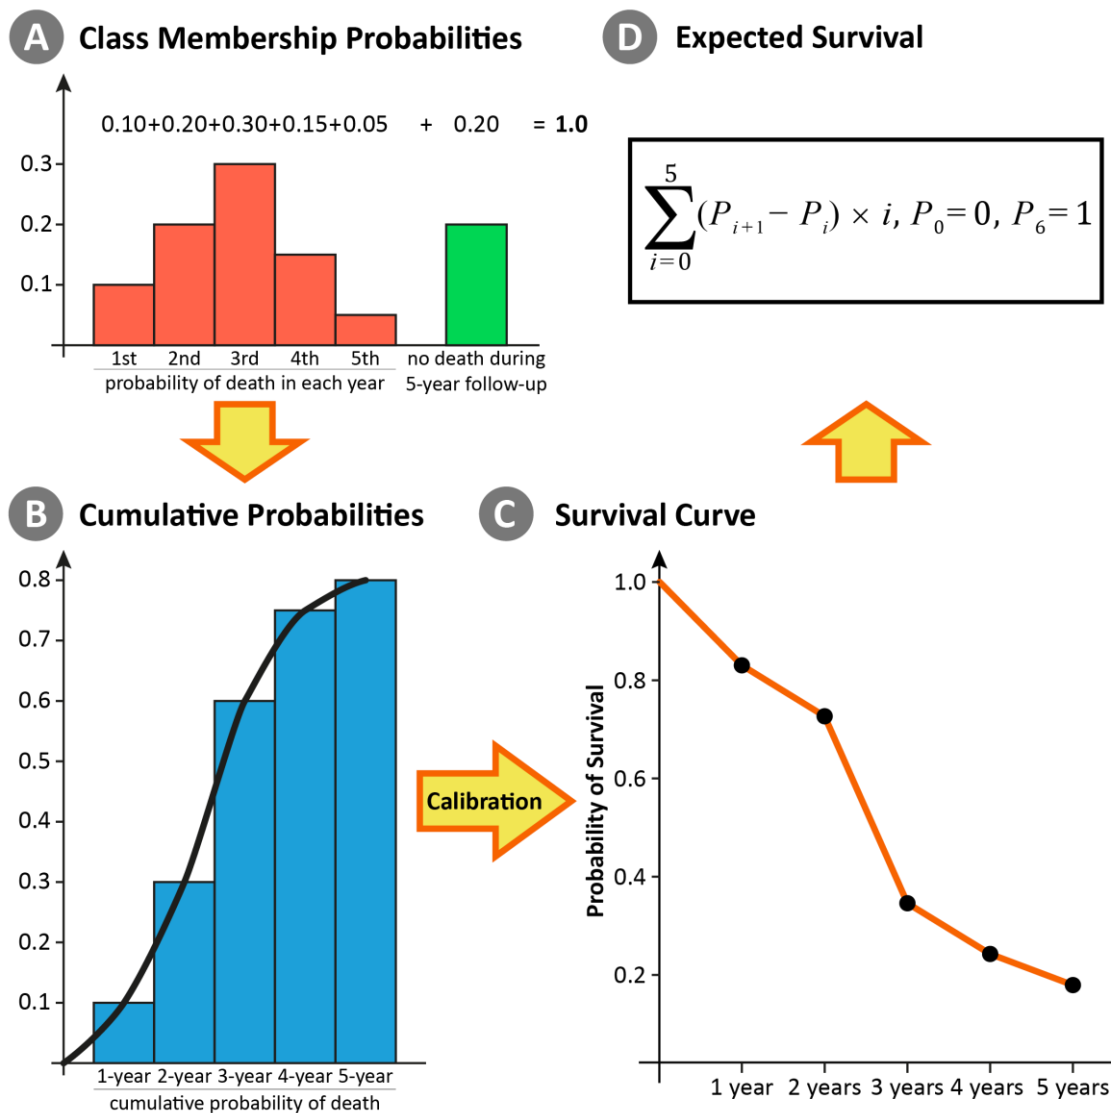 A Class Membership Probabilities
0.10+0.20+0.30+0.15+0.05 + 0.20 = 1.0
0.3
0.2
0.1
1st 2nd 3rd 4th 5th
probability of death in each year
no death during
5-year follow-up
D Expected Survival
5
∑(P_{i+1} − P_i) × i, P_0=0, P_6=1
i=0
B Cumulative Probabilities
0.8
0.7
0.6
0.5
0.4
0.3
0.2
0.1
1-year 2-year 3-year 4-year 5-year
cumulative probability of death
Calibration
C Survival Curve
Probability of Survival
1.0
0.8
0.6
0.4
0.2
1 year 2 years 3 years 4 years 5 years